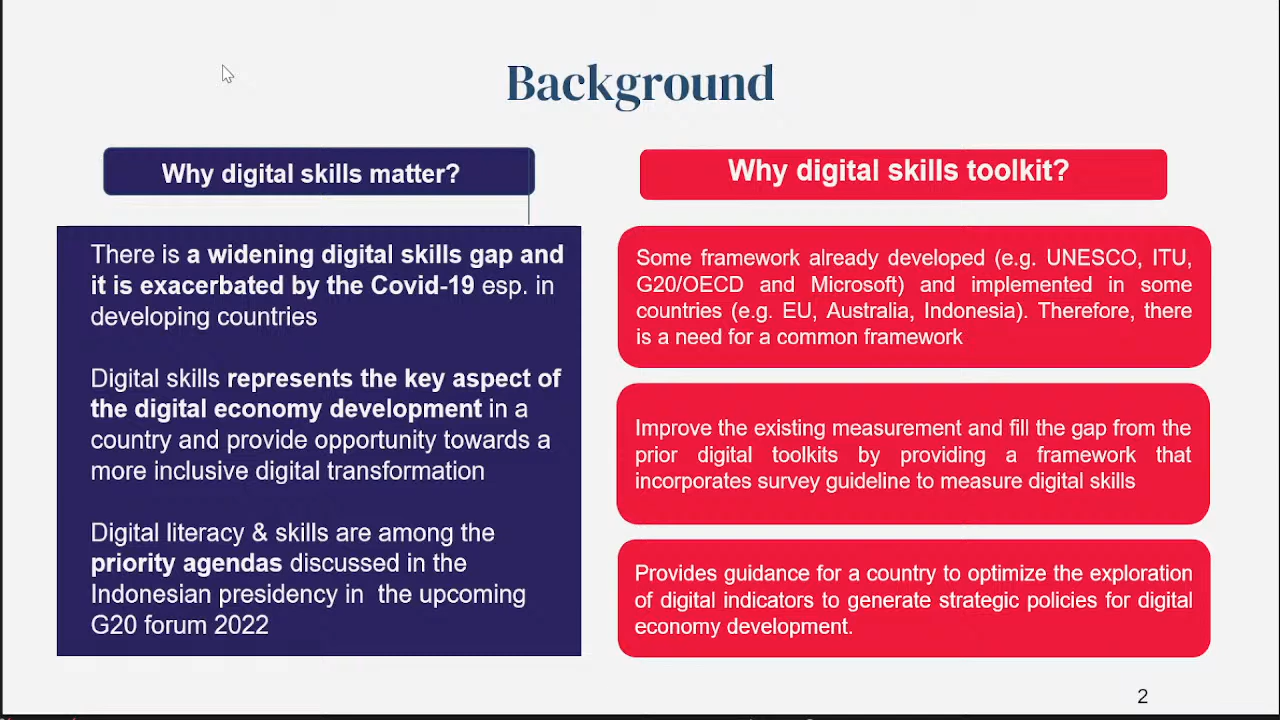 Background
Why digital skills matter?
There is a widening digital skills gap and
it is exacerbated by the Covid-19 esp. in
developing countries
Digital skills represents the key aspect of
the digital economy development in a
country and provide opportunity towards a
more inclusive digital transformation
Digital literacy & skills are among the
priority agendas discussed in the
Indonesian presidency in the upcoming
G20 forum 2022
Why digital skills toolkit?
Some framework already developed (e.g. UNESCO, ITU,
G20/OECD and Microsoft) and implemented in some
countries (e.g. EU, Australia, Indonesia). Therefore, there
is a need for a common framework
Improve the existing measurement and fill the gap from the
prior digital toolkits by providing a framework that
incorporates survey guideline to measure digital skills
Provides guidance for a country to optimize the exploration
of digital indicators to generate strategic policies for digital
economy development.
2